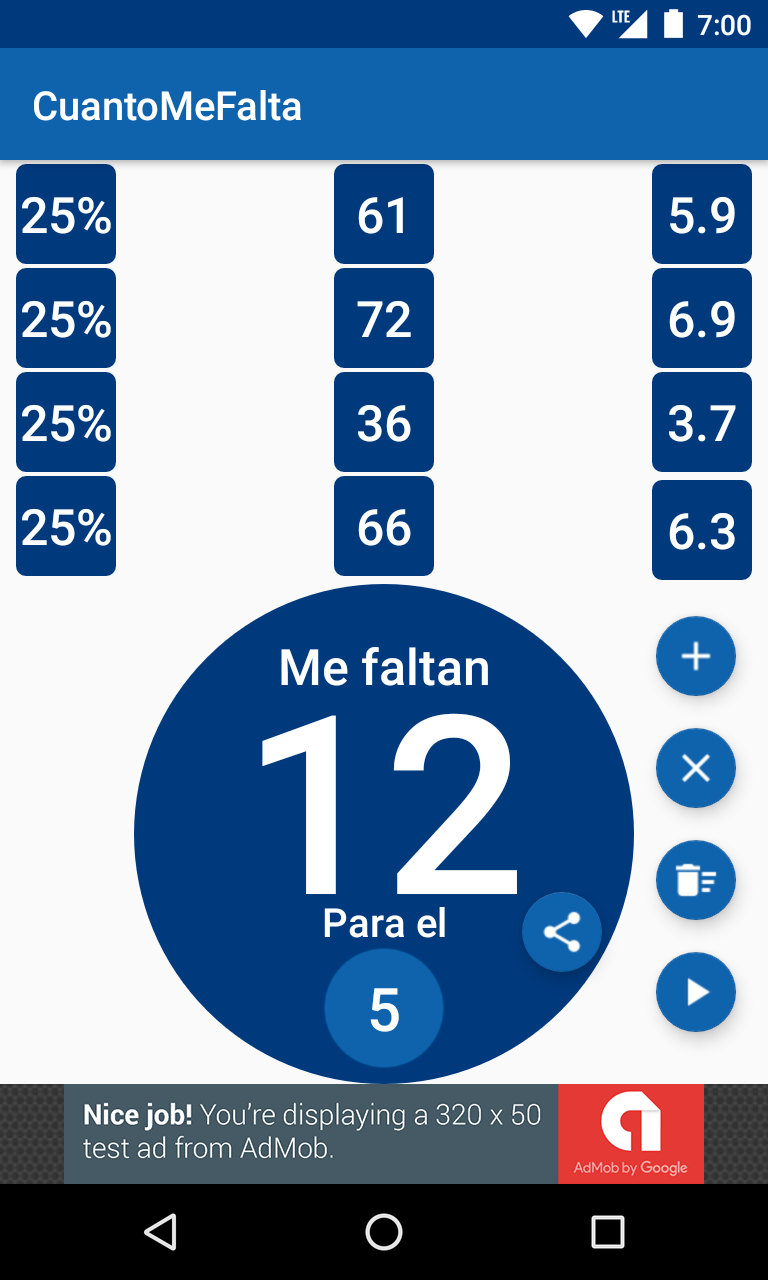 LTE 7:00
CuantoMeFalta
25% 61 5.9
25% 72 6.9
25% 36 3.7
25% 66 6.3
Me faltan
12
Para el
5
Nice job! You're displaying a 320 x 50
test ad from AdMob.
AdMob by Google